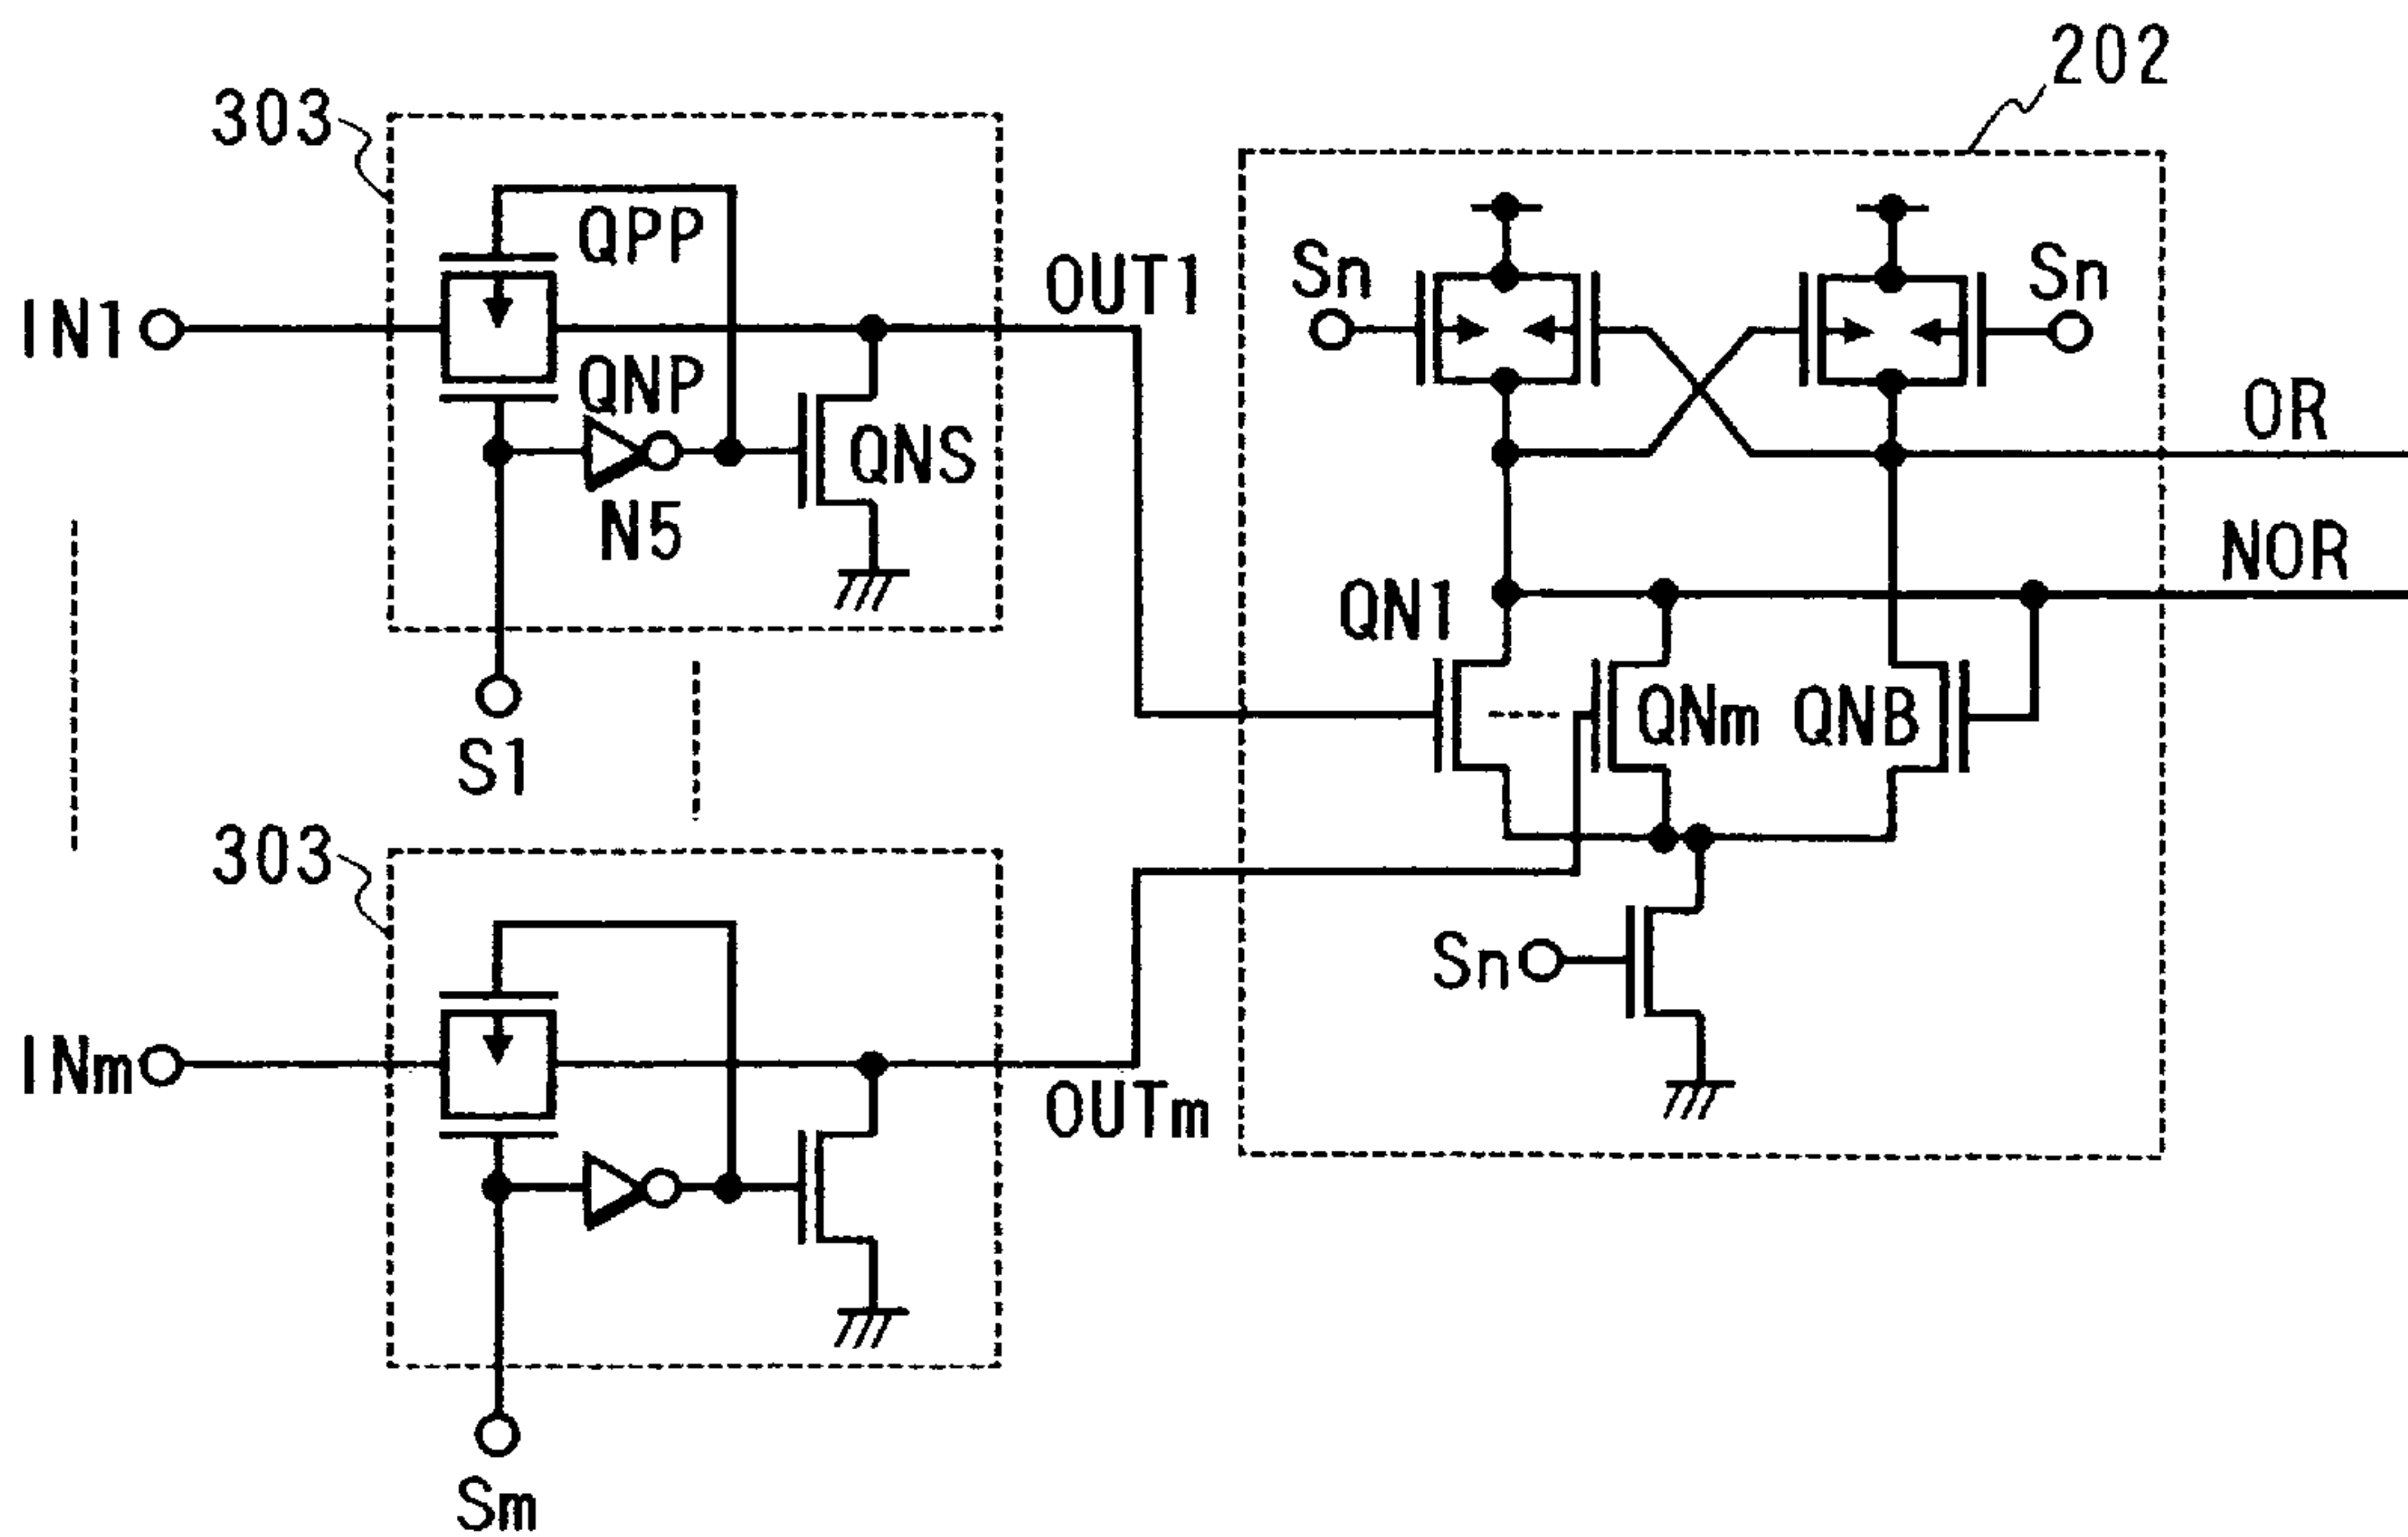 202
303
QPP
IN1
OUT1
Sn
Sn
QNP
QNS
N5
OR
NOR
QN1
QNm
QNB
S1
303
Sn
INm
OUTm
Sm